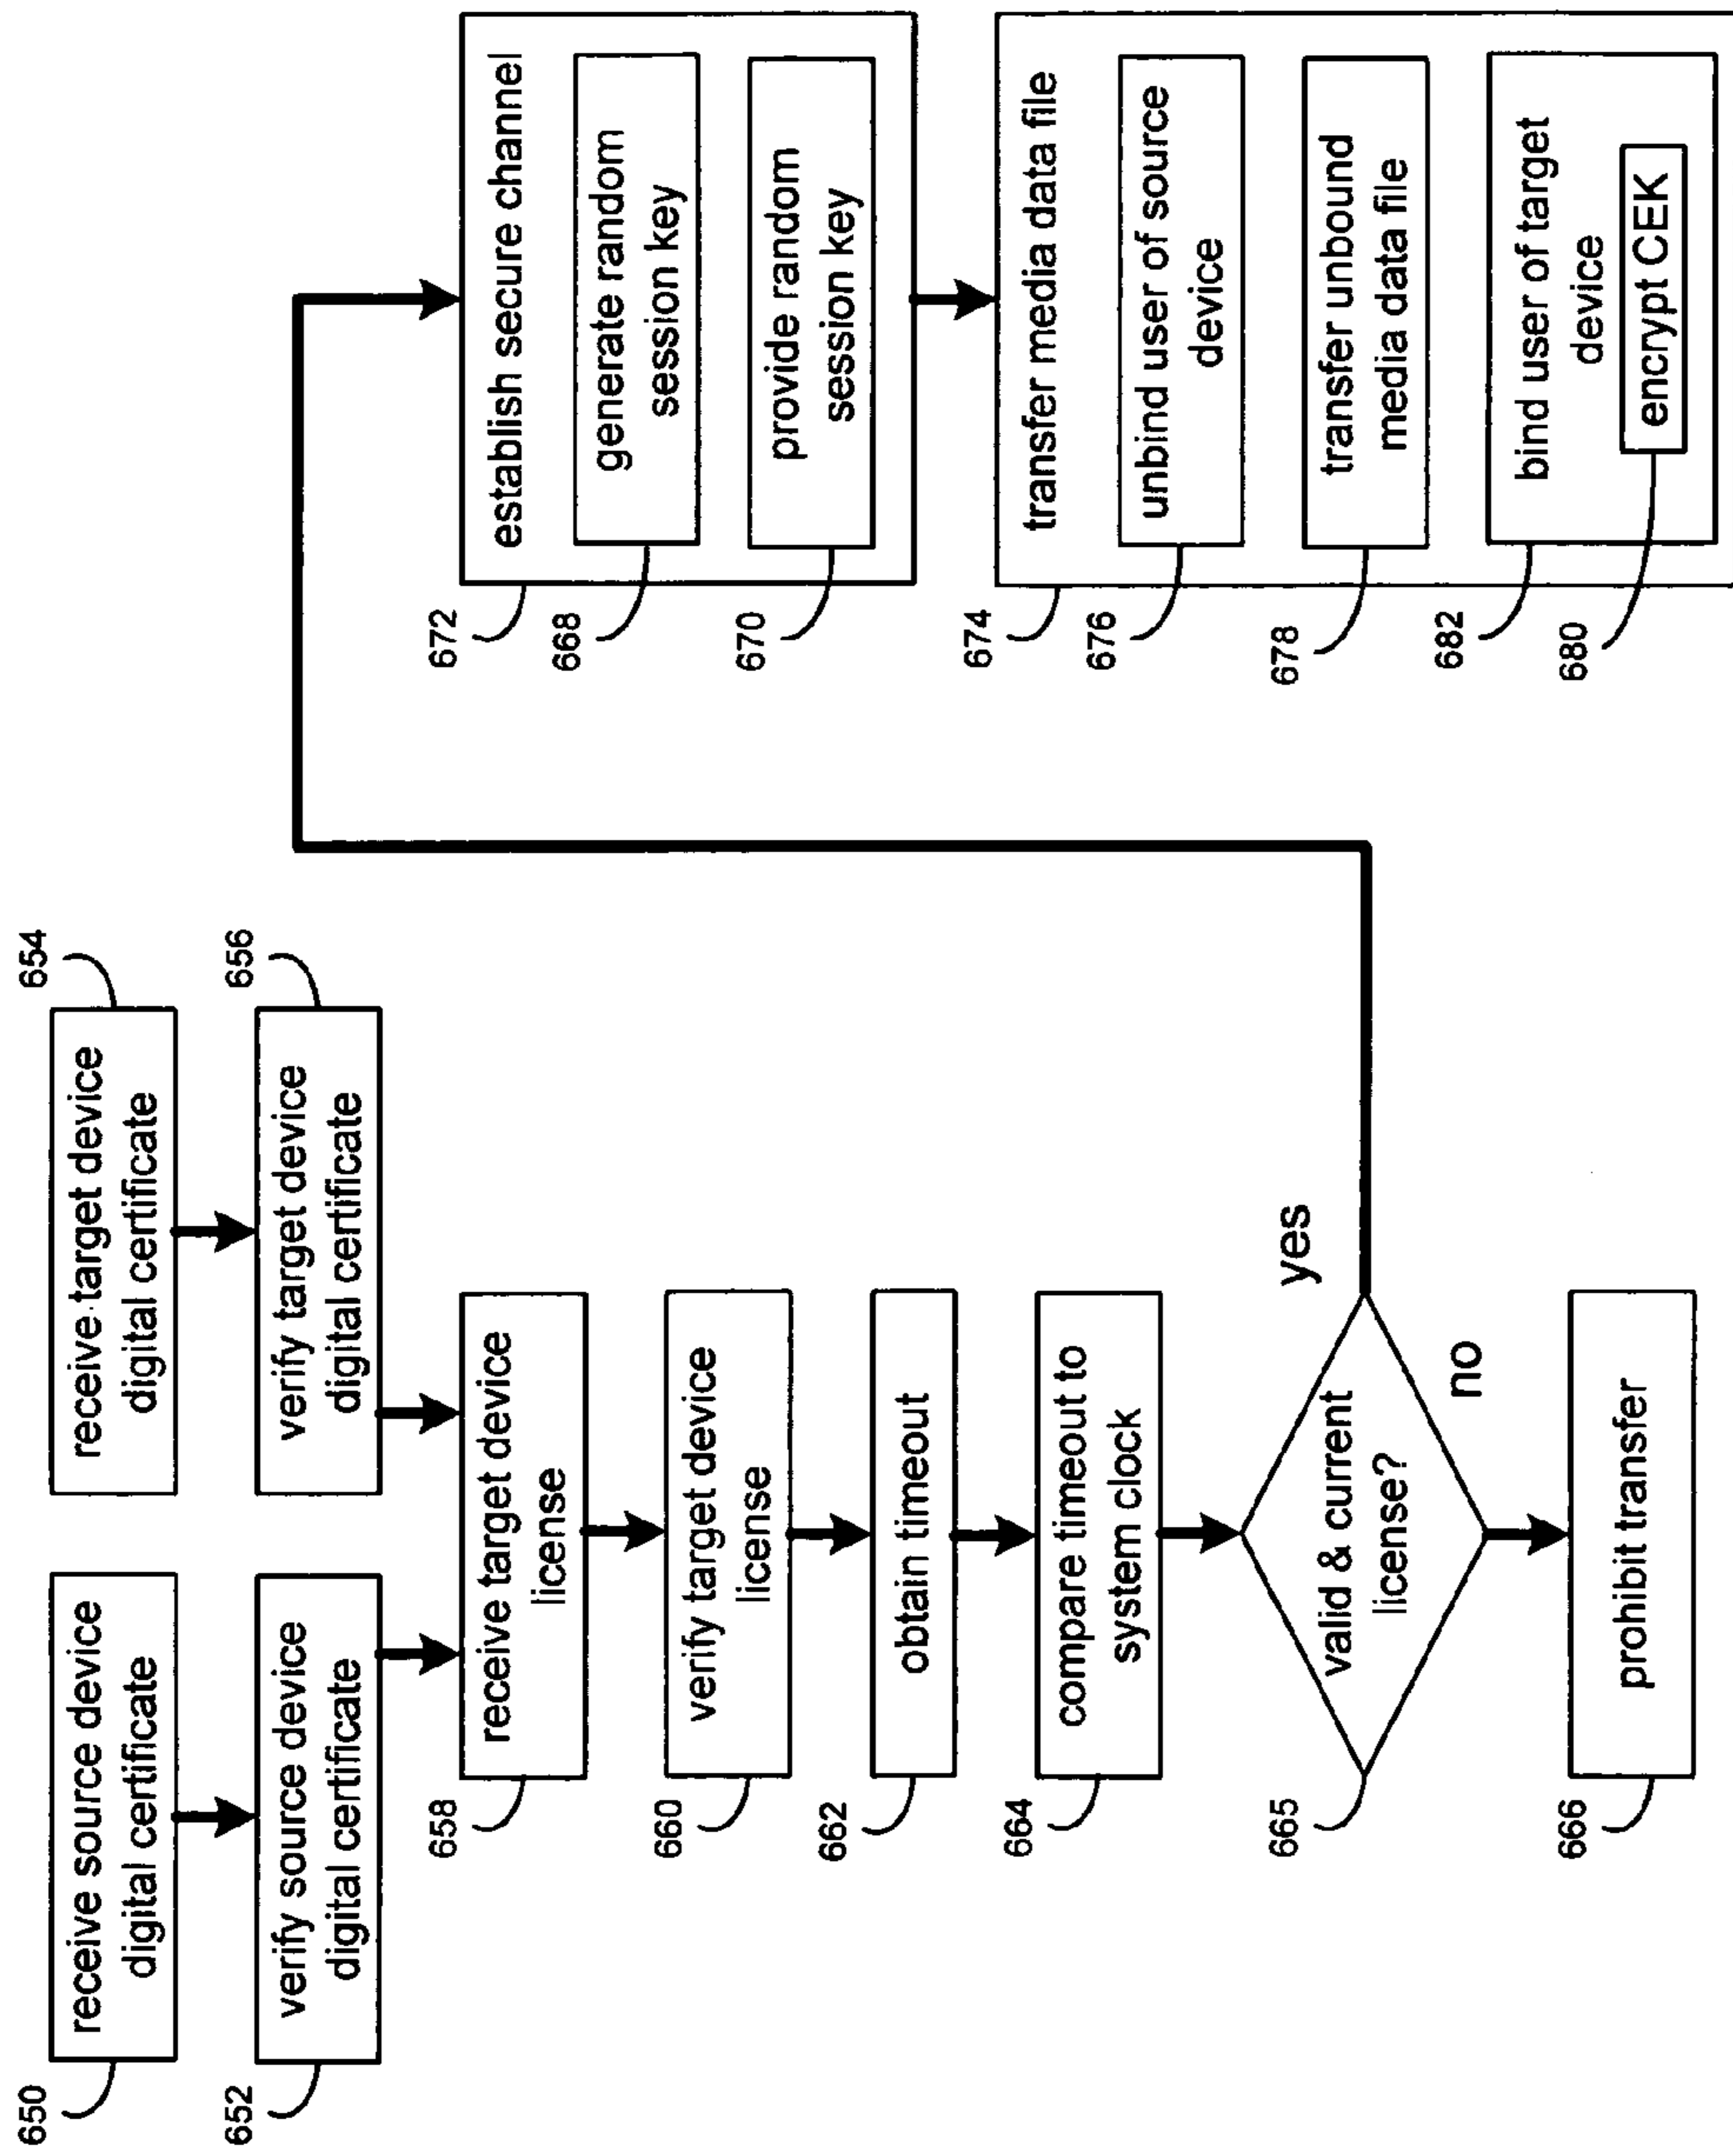 650
receive source device
digital certificate
654
receive target device
digital certificate
652
verify source device
digital certificate
656
verify target device
digital certificate
658
receive target device
license
660
verify target device
license
662
obtain timeout
664
compare timeout to
system clock
665
valid & current
license?
yes
no
666
prohibit transfer
672
establish secure channel
668
generate random
session key
670
provide random
session key
674
transfer media data file
676
unbind user of source
device
678
transfer unbound
media data file
682
bind user of target
device
680
encrypt CEK